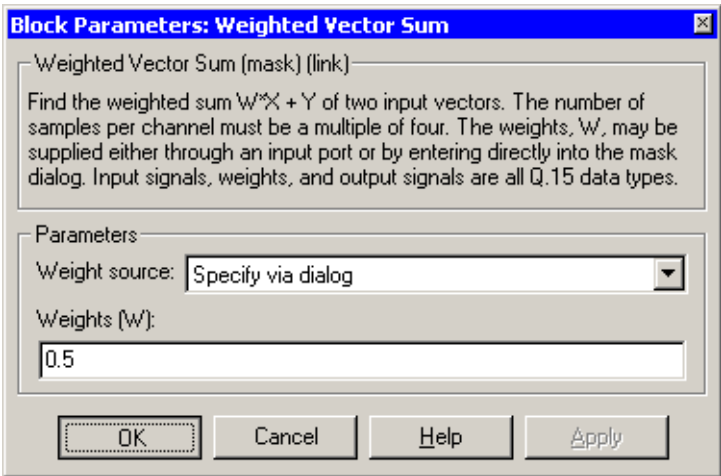 Block Parameters: Weighted Vector Sum
Weighted Vector Sum (mask) (link)
Find the weighted sum W*X + Y of two input vectors. The number of
samples per channel must be a multiple of four. The weights, W, may be
supplied either through an input port or by entering directly into the mask
dialog. Input signals, weights, and output signals are all Q.15 data types.
Parameters
Weight source: Specify via dialog
Weights (W):
0.5
OK Cancel Help Apply